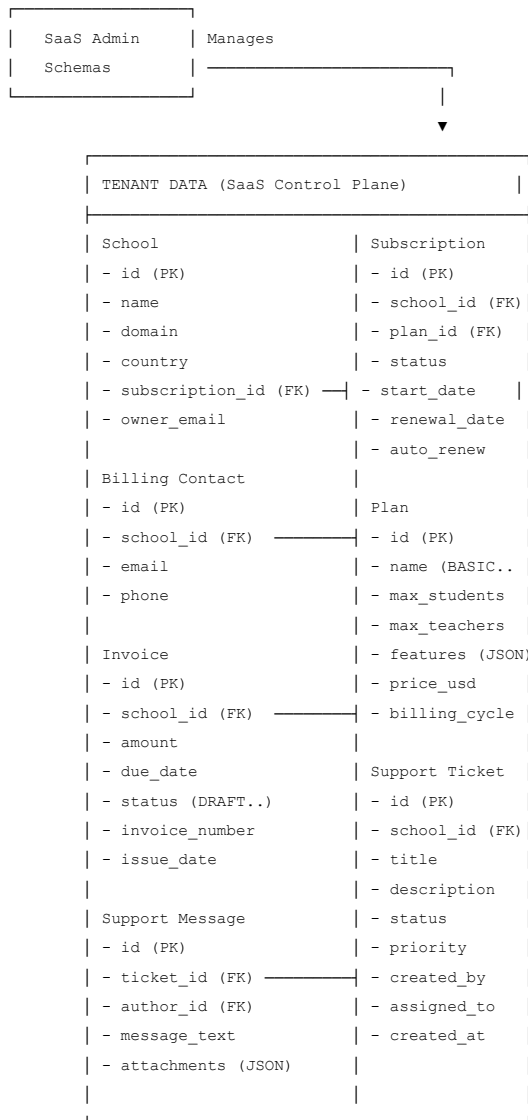 SaaS Admin Manages
Schemas
TENANT DATA (SaaS Control Plane)
School Subscription
- id (PK) - id (PK)
- name - school_id (FK)
- domain - plan_id (FK)
- country - status
- subscription_id (FK) - start_date
- owner_email - renewal_date
- auto_renew
Billing Contact
- id (PK) Plan
- school_id (FK) - id (PK)
- email - name (BASIC..
- phone - max_students
- max_teachers
Invoice - features (JSON)
- id (PK) - price_usd
- school_id (FK) - billing_cycle
- amount
- due_date Support Ticket
- status (DRAFT..) - id (PK)
- invoice_number - school_id (FK)
- issue_date - title
- description
Support Message - status
- id (PK) - priority
- ticket_id (FK) - created_by
- author_id (FK) - assigned_to
- message_text - created_at
- attachments (JSON)